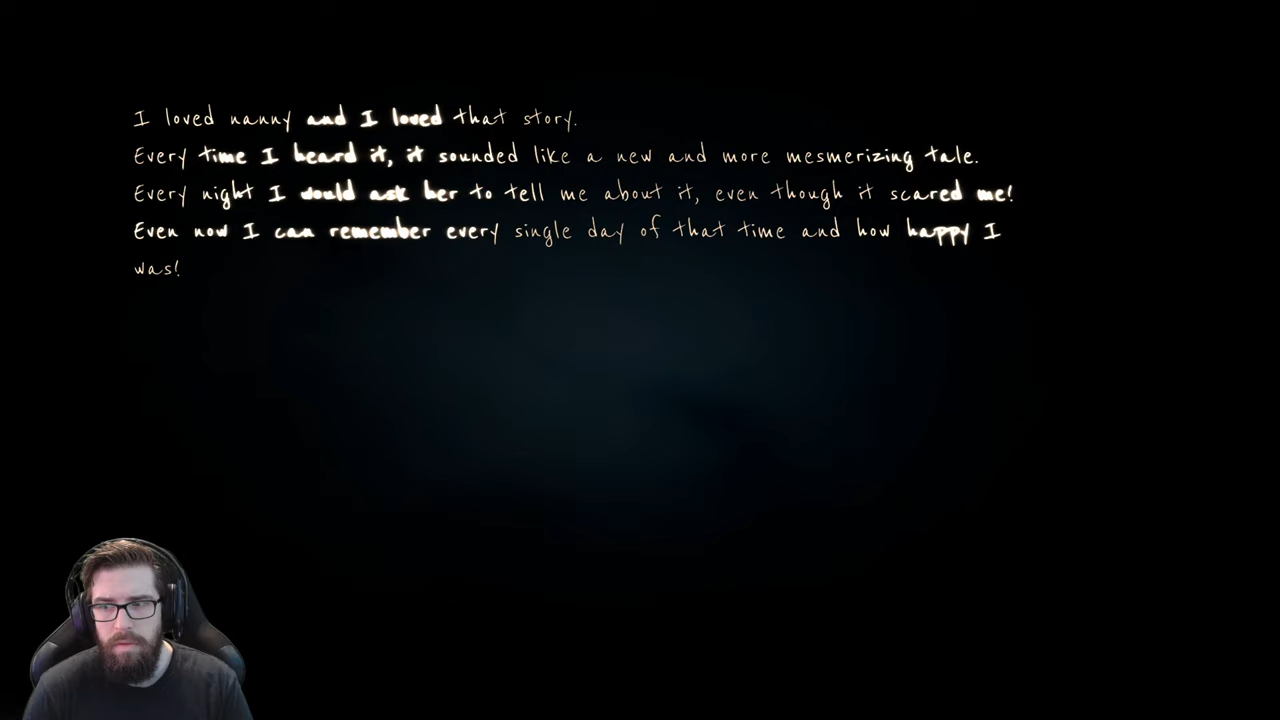 I loved nanny and I loved that story.
Every time I heard it, it sounded like a new and more mesmerizing tale.
Every night I would ask her to tell me about it, even though it scared me!
Even now I can remember every single day of that time and how happy I
was!